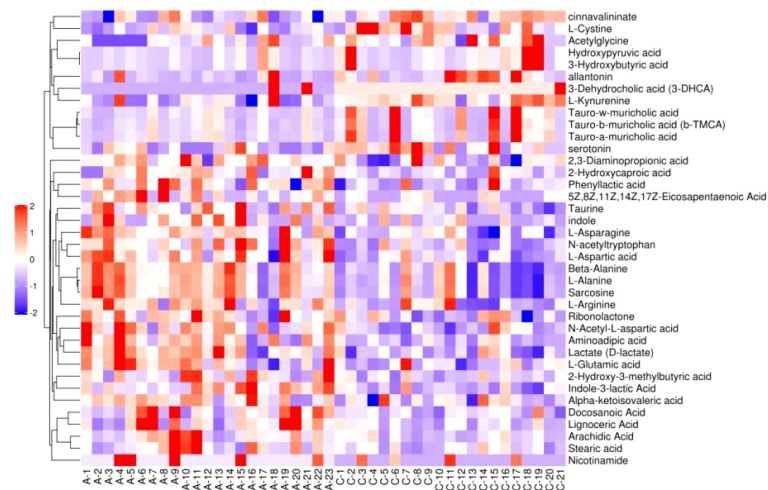 cinnavalininate
L-Cystine
Acetylglycine
Hydroxypyruvic acid
3-Hydroxybutyric acid
allantonin
3-Dehydrocholic acid (3-DHCA)
L-Kynurenine
Tauro-w-muricholic acid
Tauro-b-muricholic acid (b-TMCA)
Tauro-a-muricholic acid
serotonin
2,3-Diaminopropionic acid
2-Hydroxycaproic acid
Phenyllactic acid
5Z,8Z,11Z,14Z,17Z-Eicosapentaenoic Acid
Taurine
indole
L-Asparagine
N-acetyltryptophan
L-Aspartic acid
Beta-Alanine
L-Alanine
Sarcosine
L-Arginine
Ribonolactone
N-Acetyl-L-aspartic acid
Aminoadipic acid
Lactate (D-lactate)
L-Glutamic acid
2-Hydroxy-3-methylbutyric acid
Indole-3-lactic Acid
Alpha-ketoisovaleric acid
Docosanoic Acid
Lignoceric Acid
Arachidic Acid
Stearic acid
Nicotinamide
2
1
0
-1
-2
A-1 A-2 A-3 A-4 A-5 A-6 A-7 A-8 A-9 A-10 A-11 A-12 A-13 A-14 A-15 A-16 A-17 A-18 A-19 A-20 A-21 A-22 A-23 C-1 C-2 C-3 C-4 C-5 C-6 C-7 C-8 C-9 C-10 C-11 C-12 C-13 C-14 C-15 C-16 C-17 C-18 C-19 C-20 C-21